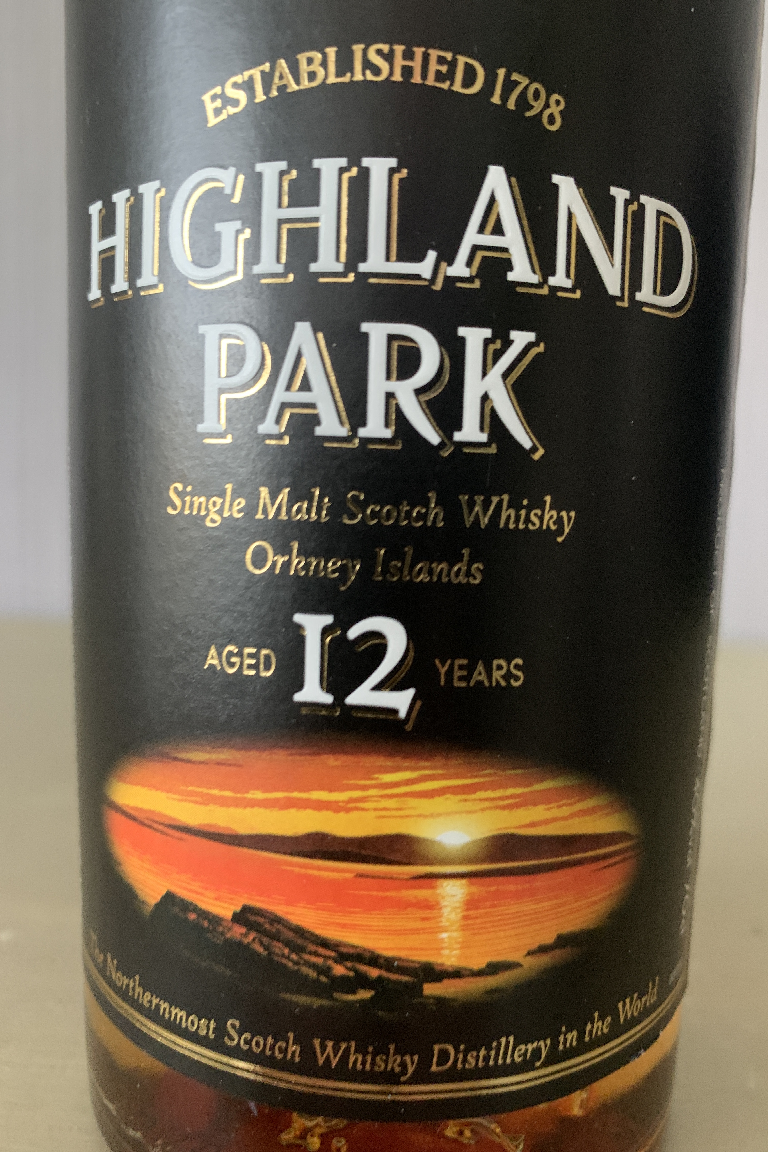 ESTABLISHED 1798
HIGHLAND
PARK
Single Malt Scotch Whisky
Orkney Islands
AGED 12 YEARS
The Northernmost Scotch Whisky Distillery in the World